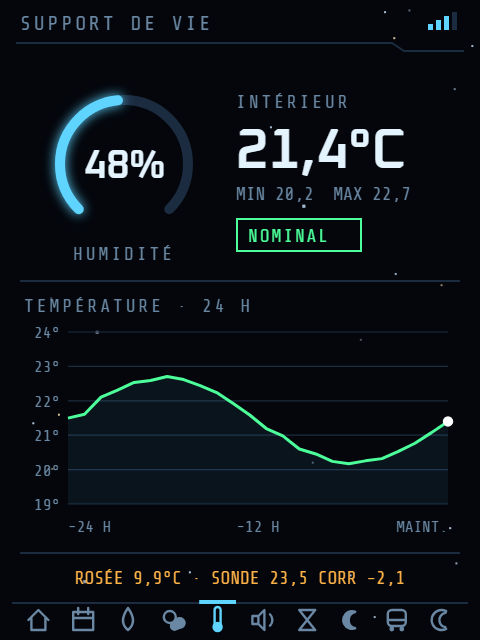 SUPPORT DE VIE
48%
HUMIDITÉ
INTÉRIEUR
21,4°C
MIN 20,2 MAX 22,7
NOMINAL
TEMPÉRATURE · 24 H
24°
23°
22°
21°
20°
19°
-24 H
-12 H
MAINT.
ROSÉE 9,9°C · SONDE 23,5 CORR -2,1